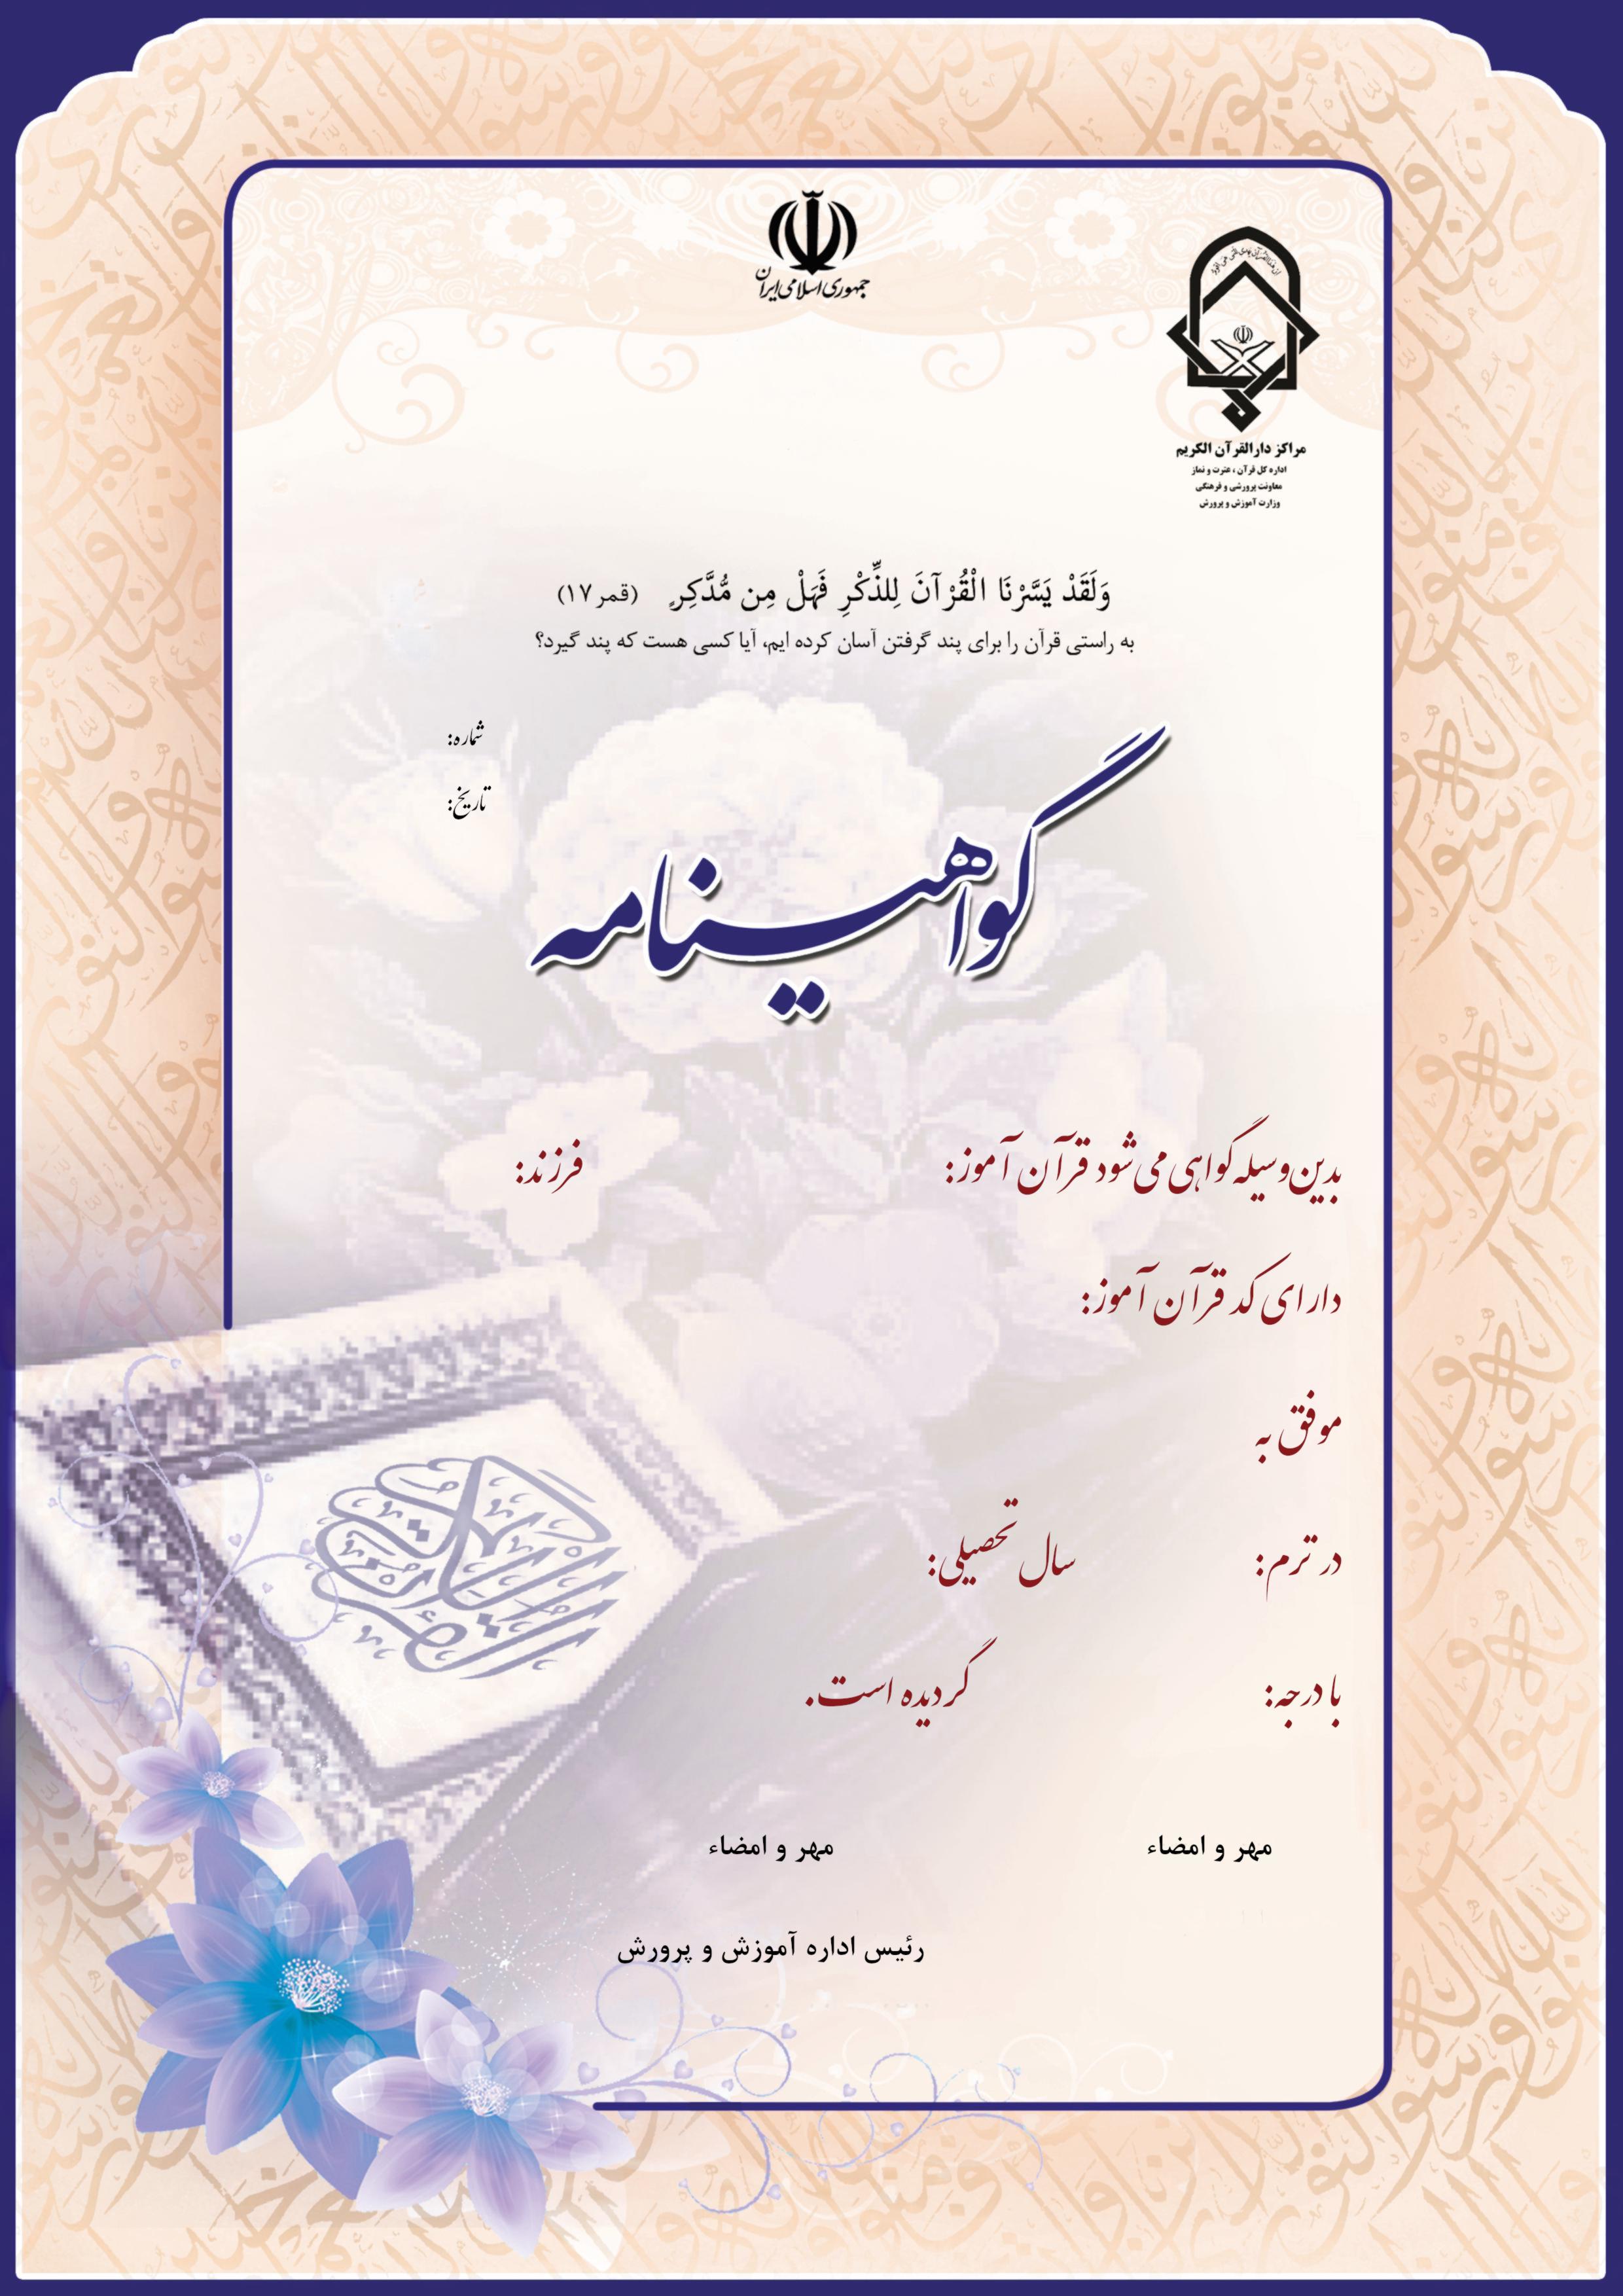 جمهوری اسلامی ایران
مراکز دارالقرآن الکریم
اداره کل قرآن ، عترت و نماز
معاونت پرورشی و فرهنگی
وزارت آموزش و پرورش
وَلَقَدْ يَسَّرْنَا الْقُرْآنَ لِلذِّكْرِ فَهَلْ مِن مُّدَّكِرٍ (قمر ۱۷)
به راستی قرآن را برای پند گرفتن آسان کرده ایم، آیا کسی هست که پند گیرد؟
شماره:
تاریخ:
گواهینامه
بدین وسیله گواهی می شود قرآن آموز: فرزند:
دارای کد قرآن آموز:
موفق به
در ترم: سال تحصیلی:
با درجه: گردیده است.
مهر و امضاء مهر و امضاء
رئیس اداره آموزش و پرورش